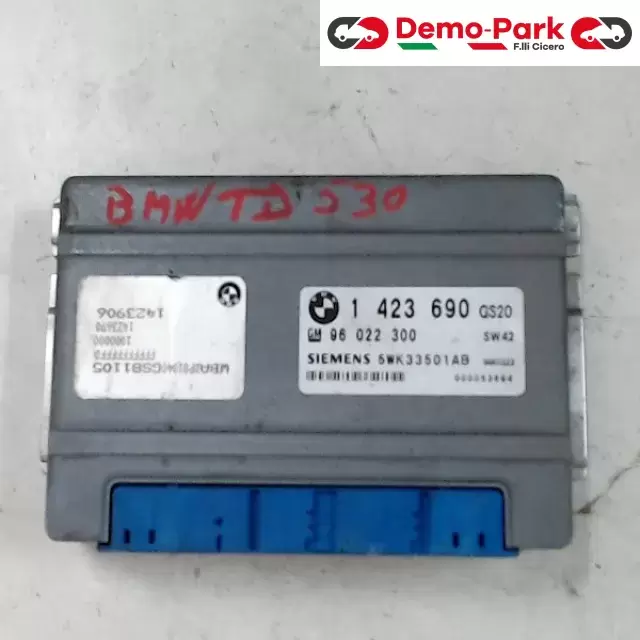 Demo-Park
F.lli Cicero
BMW TD 530
1 423 690 GS20
GM 96 022 300 SW42
SIEMENS 5WK33501AB
1423906
1423690